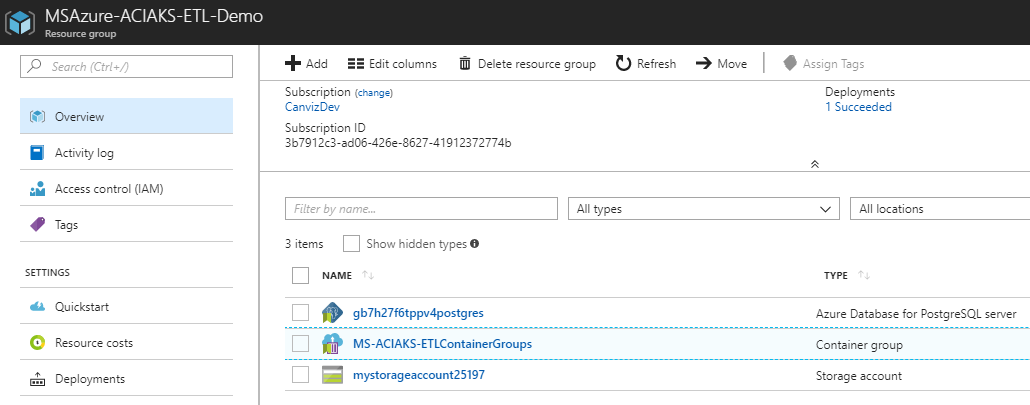 MSAzure-ACIAKS-ETL-Demo
Resource group
Search (Ctrl+/)
Overview
Activity log
Access control (IAM)
Tags
SETTINGS
Quickstart
Resource costs
Deployments
Add
Edit columns
Delete resource group
Refresh
Move
Assign Tags
Subscription (change)
CanvizDev
Deployments
1 Succeeded
Subscription ID
3b7912c3-ad06-426e-8627-41912372774b
Filter by name...
All types
All locations
3 items
Show hidden types
NAME
TYPE
gb7h27f6tppv4postgres
Azure Database for PostgreSQL server
MS-ACIAKS-ETLContainerGroups
Container group
mystorageaccount25197
Storage account